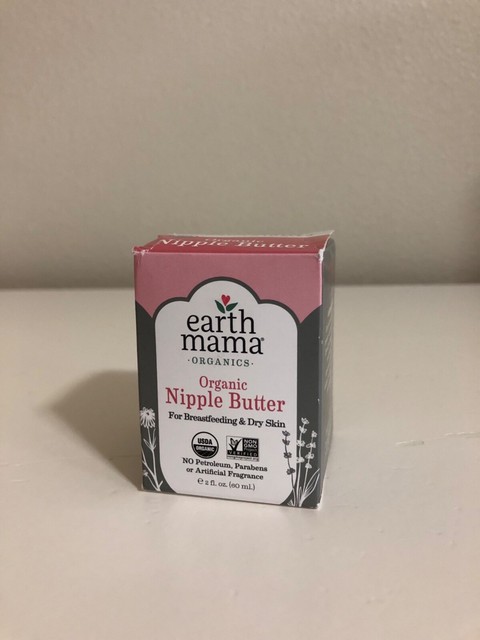 Nipple Butter
earth
mama®
·ORGANICS·
Organic
Nipple Butter
For Breastfeeding & Dry Skin
USDA
ORGANIC
NON
GMO
VERIFIED
NO Petroleum, Parabens
or Artificial Fragrance
℮ 2 fl. oz. (60 ml.)